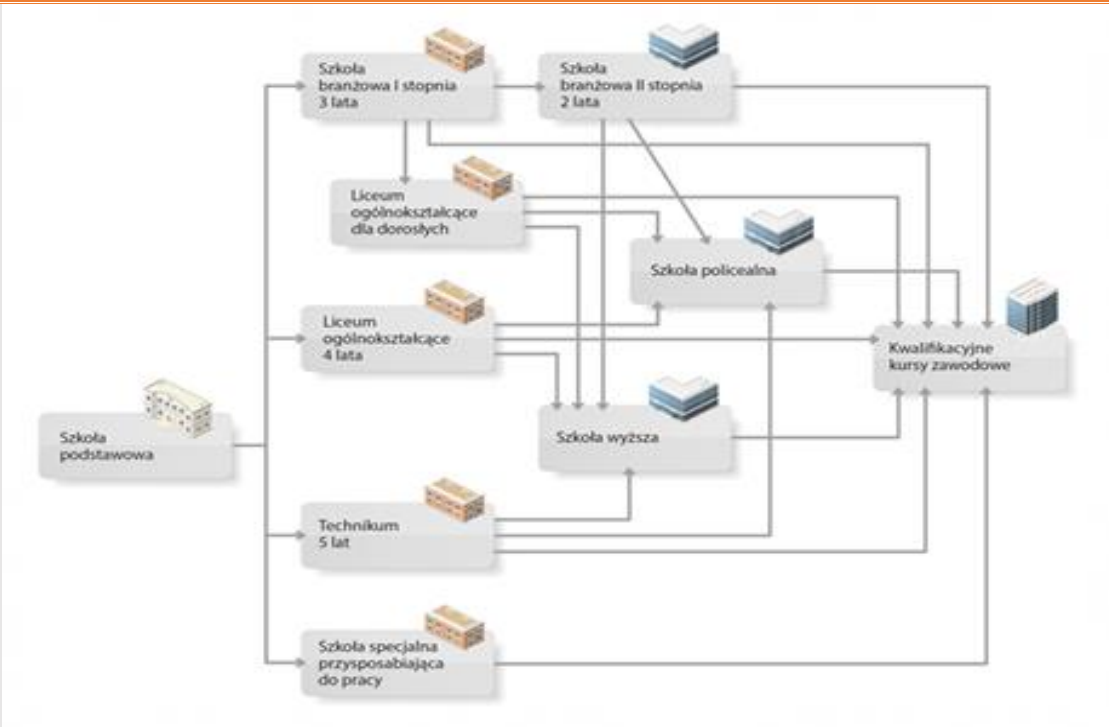 Szkoła
branżowa I stopnia
3 lata
Szkoła
branżowa II stopnia
2 lata
Liceum
ogólnokształcące
dla dorosłych
Szkoła policealna
Liceum
ogólnokształcące
4 lata
Kwalifikacyjne
kursy zawodowe
Szkoła
podstawowa
Szkoła wyższa
Technikum
5 lat
Szkoła specjalna
przysposabiająca
do pracy